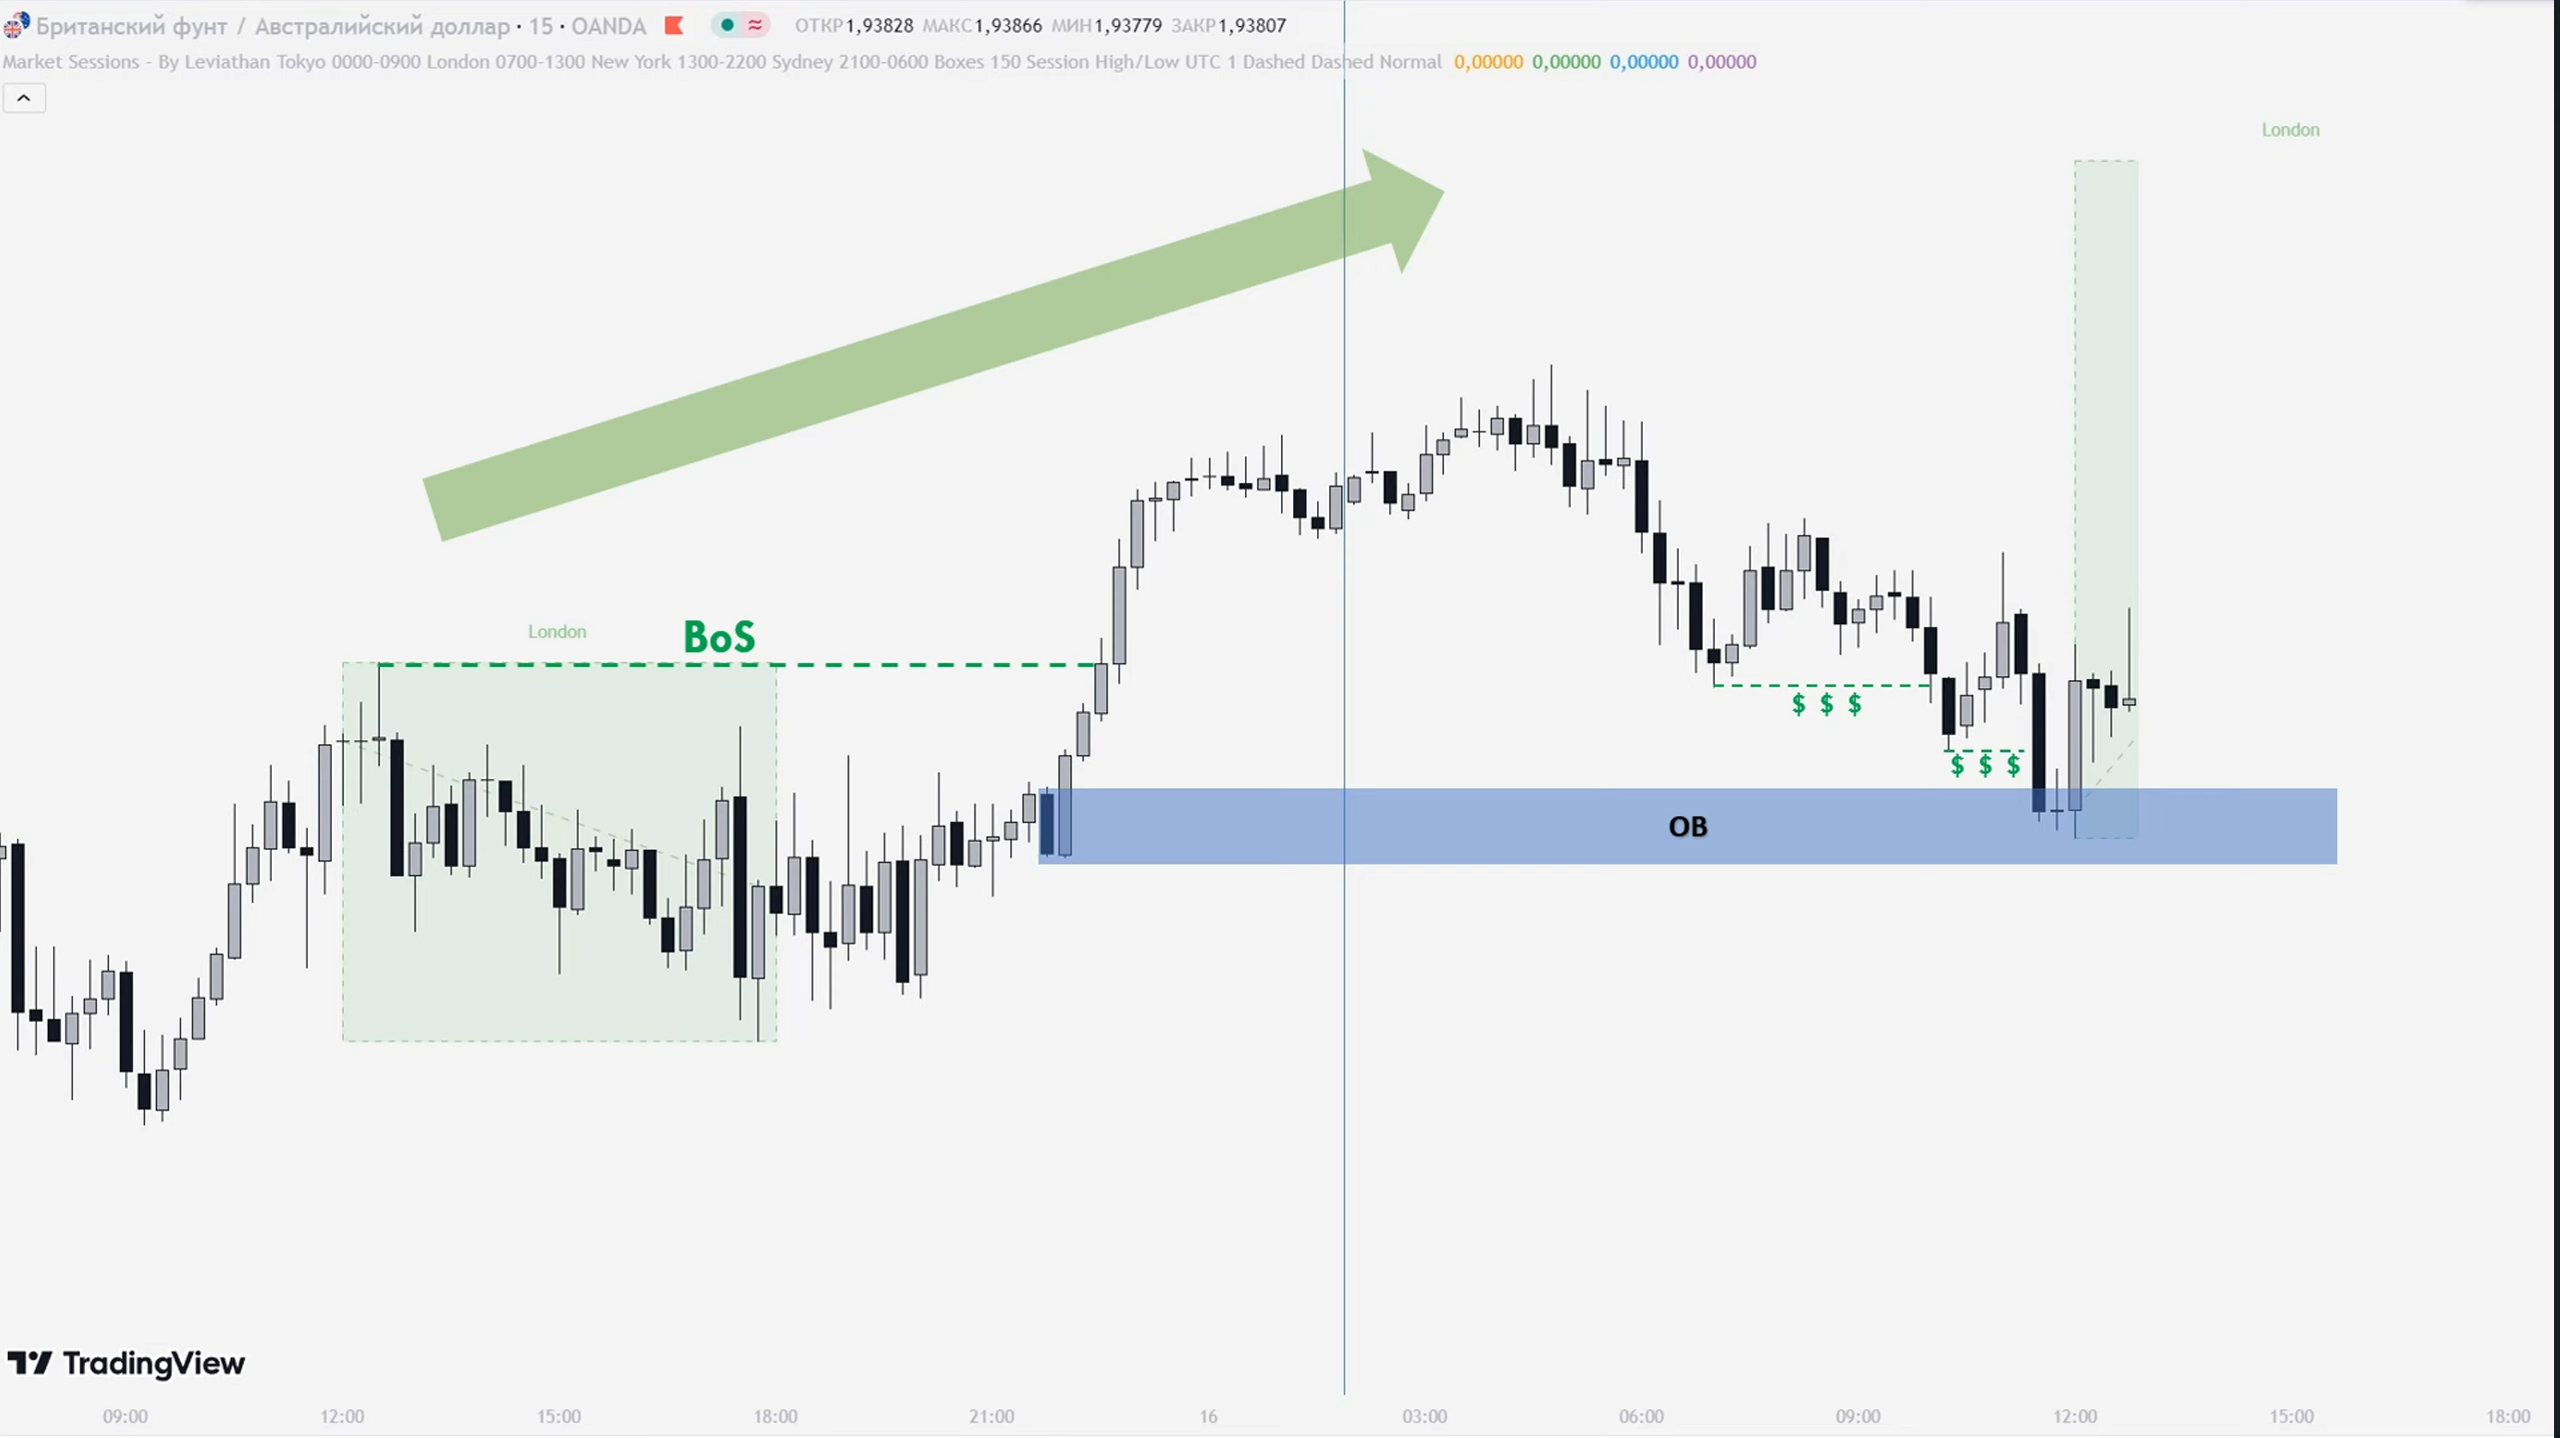 Британский фунт / Австралийский доллар · 15 · OANDA ОТКР1,93828 МАКС1,93866 МИН1,93779 ЗАКР1,93807
Market Sessions - By Leviathan Tokyo 0000-0900 London 0700-1300 New York 1300-2200 Sydney 2100-0600 Boxes 150 Session High/Low UTC 1 Dashed Dashed Normal 0,00000 0,00000 0,00000 0,00000
London
London
BoS
$ $ $
$ $ $
OB
TradingView
09:00 12:00 15:00 18:00 21:00 16 03:00 06:00 09:00 12:00 15:00 18:00